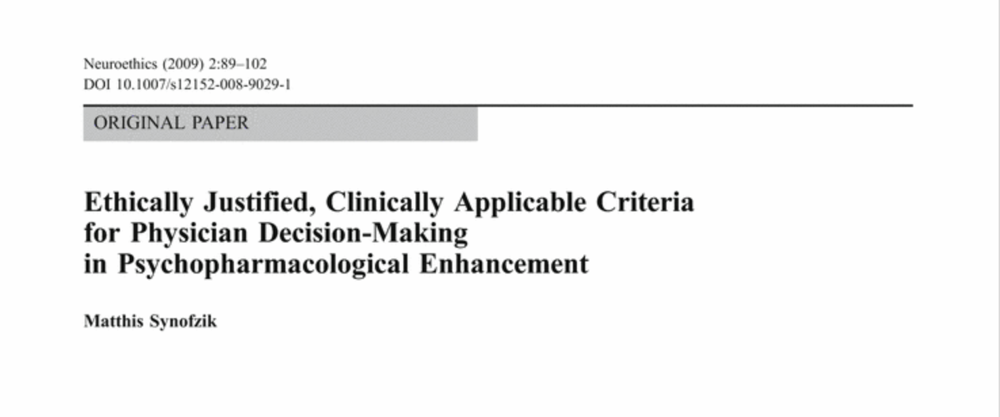 Neuroethics (2009) 2:89–102
DOI 10.1007/s12152-008-9029-1
ORIGINAL PAPER
Ethically Justified, Clinically Applicable Criteria
for Physician Decision-Making
in Psychopharmacological Enhancement
Matthis Synofzik